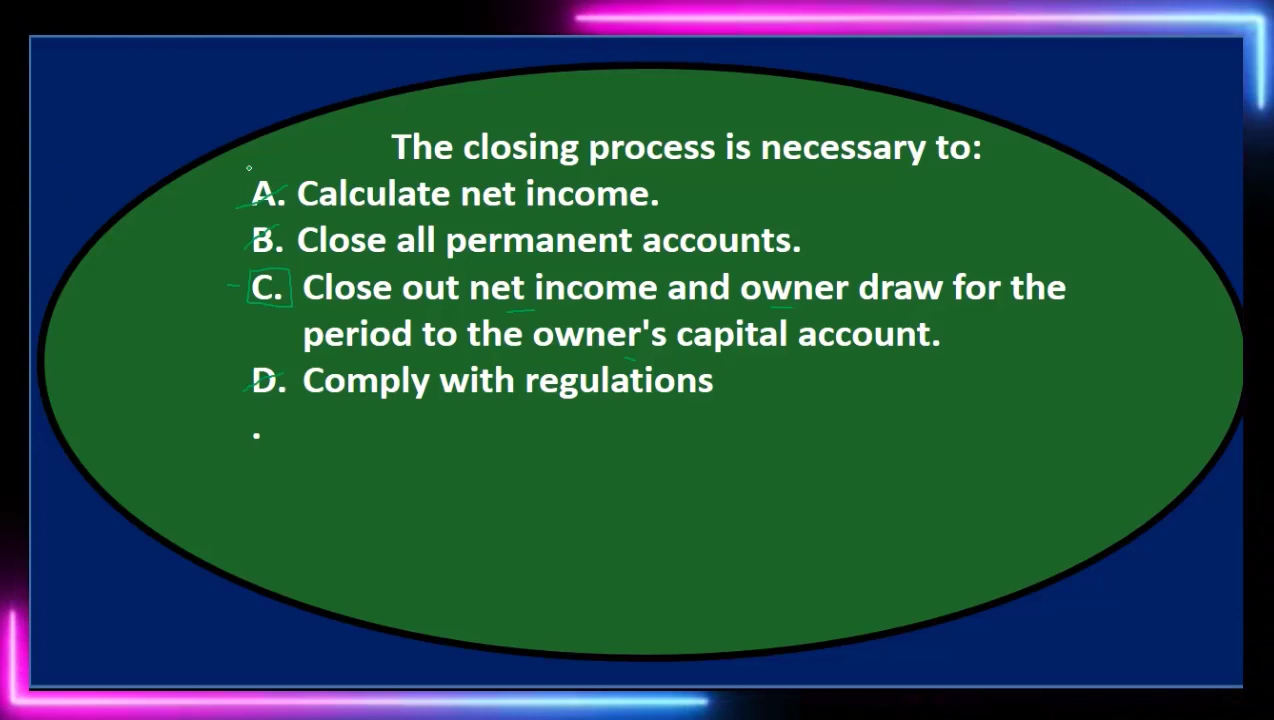 The closing process is necessary to:
A. Calculate net income.
B. Close all permanent accounts.
C. Close out net income and owner draw for the
period to the owner's capital account.
D. Comply with regulations
.